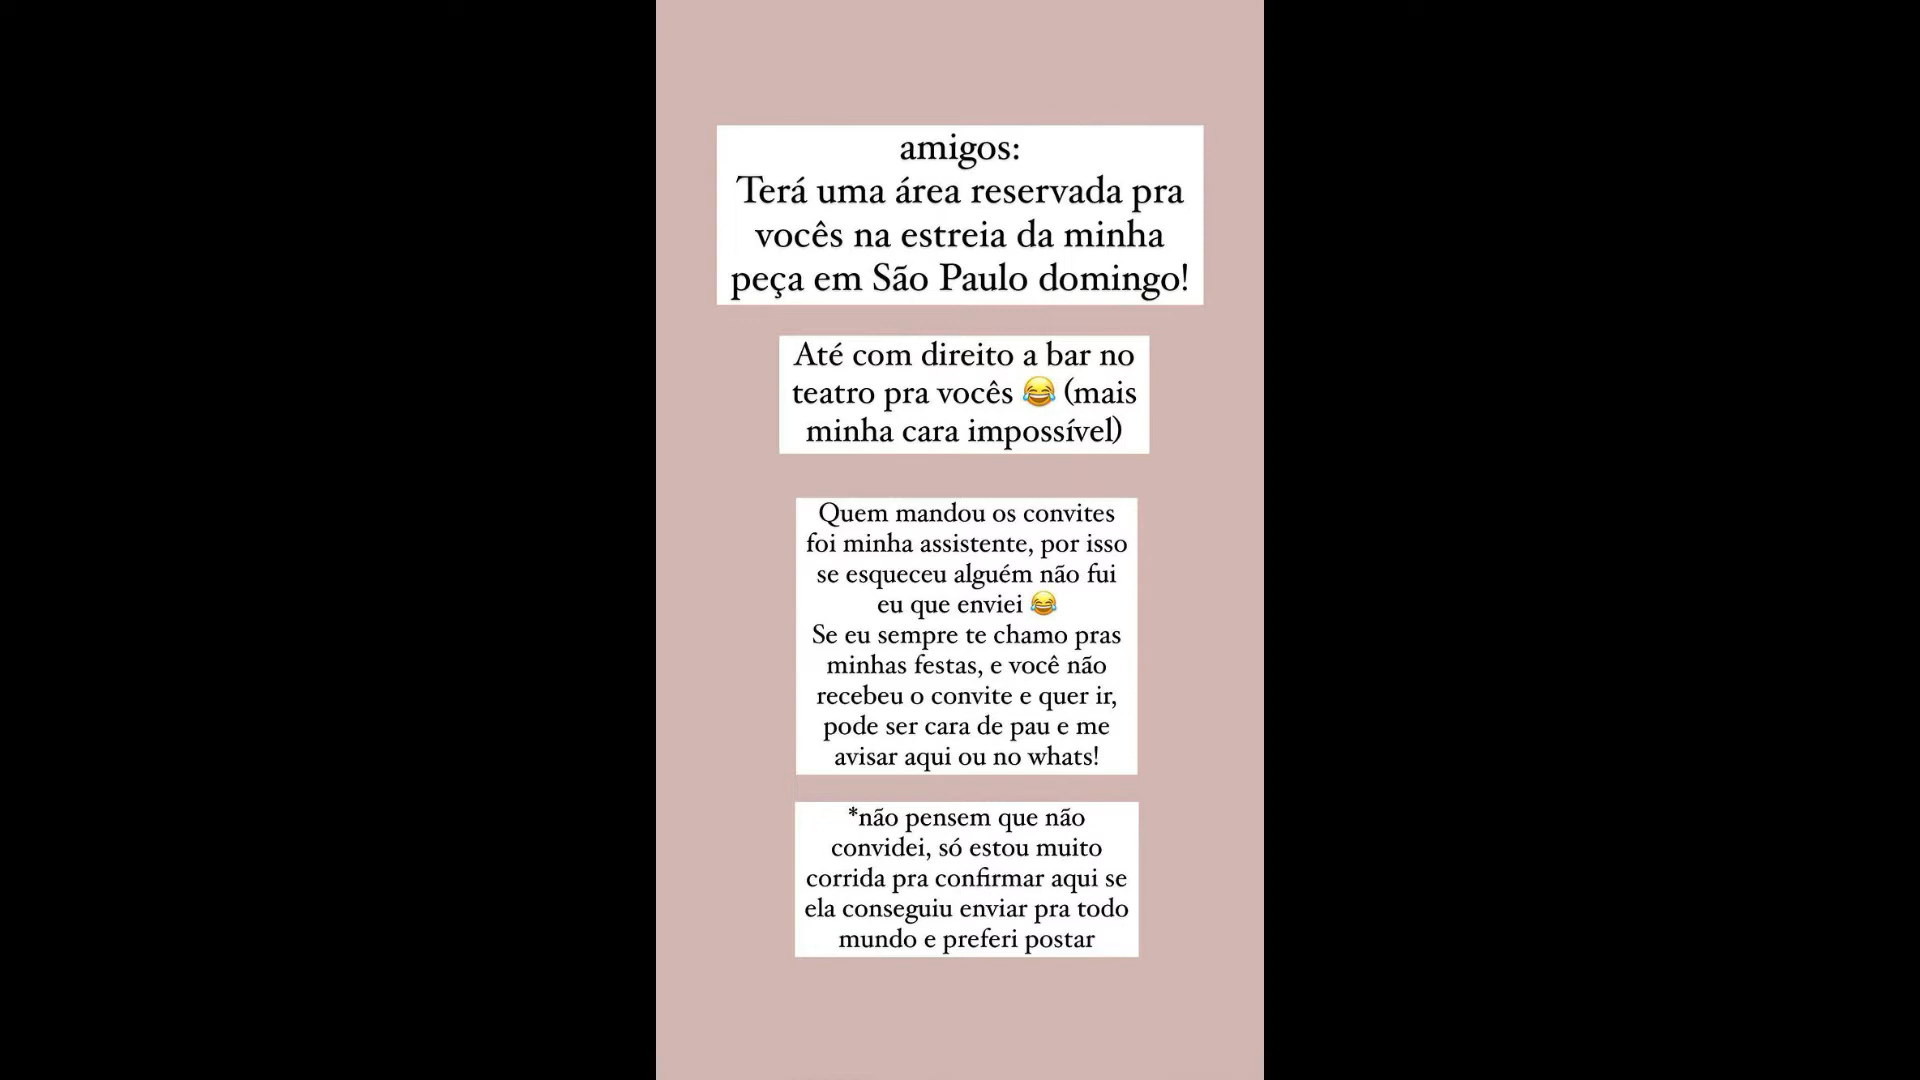 amigos:
Terá uma área reservada pra
vocês na estreia da minha
peça em São Paulo domingo!
Até com direito a bar no
teatro pra vocês 😂 (mais
minha cara impossível)
Quem mandou os convites
foi minha assistente, por isso
se esqueceu alguém não fui
eu que enviei 😂
Se eu sempre te chamo pras
minhas festas, e você não
recebeu o convite e quer ir,
pode ser cara de pau e me
avisar aqui ou no whats!
*não pensem que não
convidei, só estou muito
corrida pra confirmar aqui se
ela conseguiu enviar pra todo
mundo e preferi postar